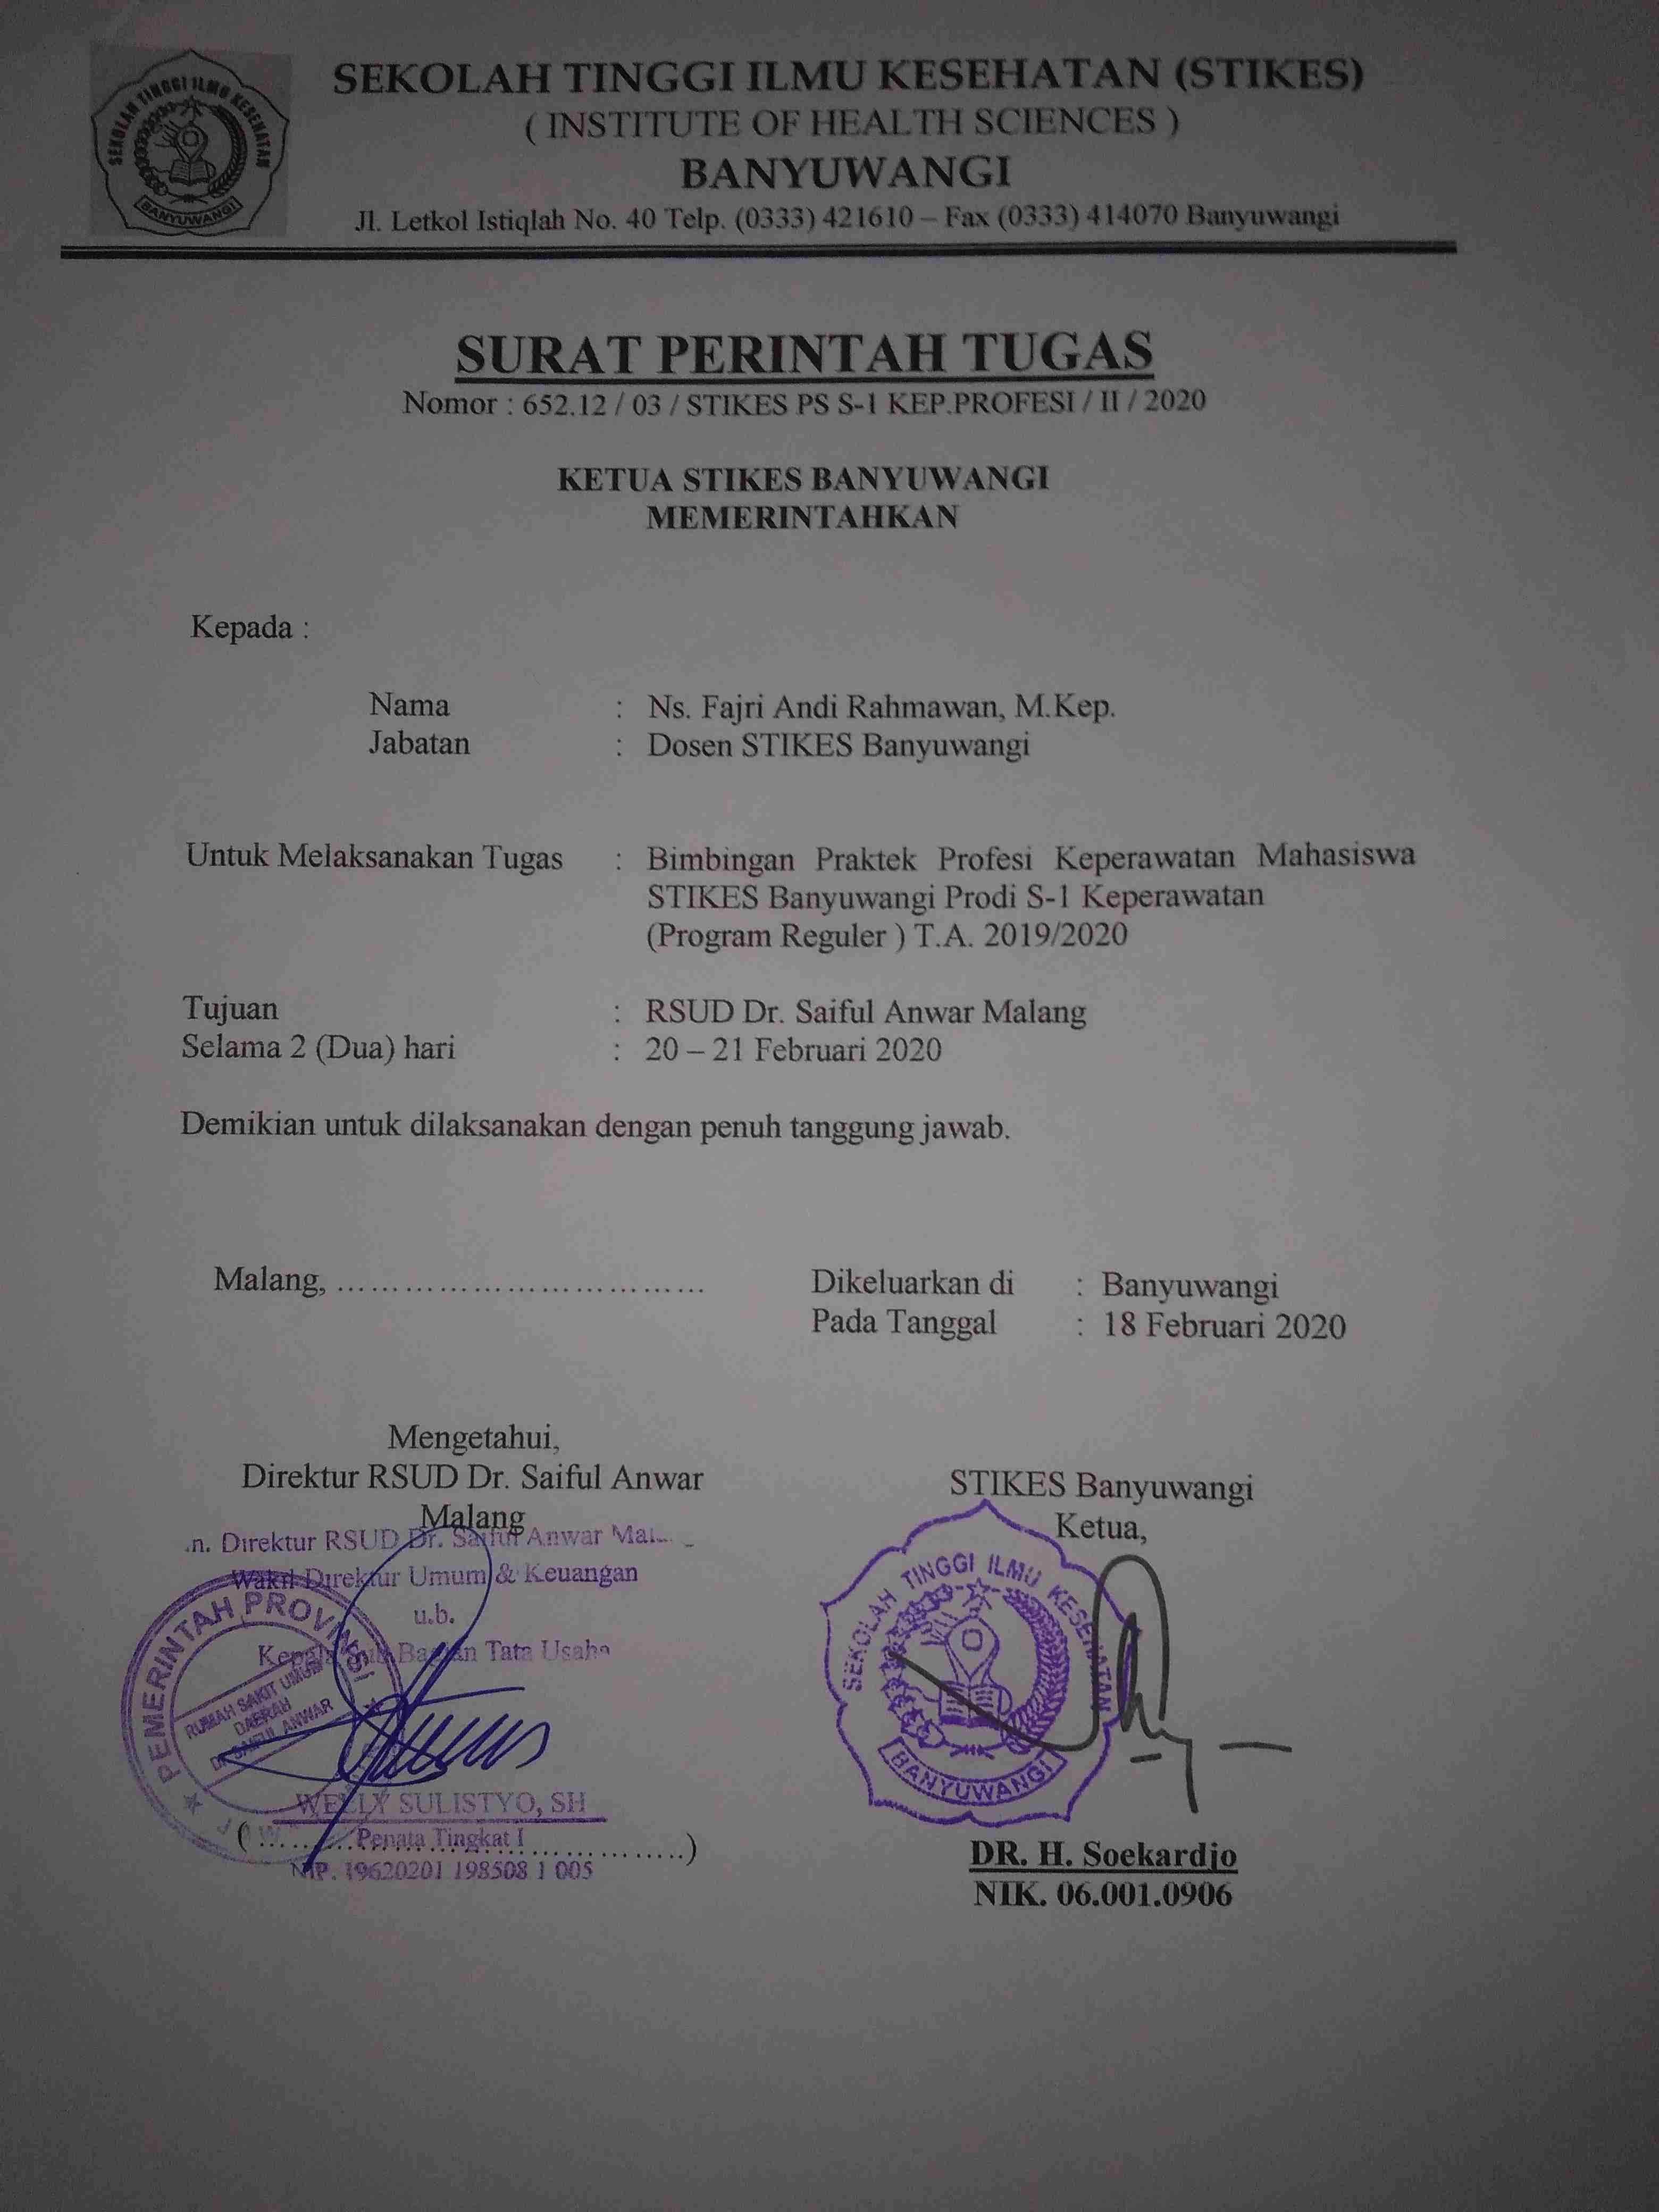 SEKOLAH TINGGI ILMU KESEHATAN
BANYUWANGI
SEKOLAH TINGGI ILMU KESEHATAN (STIKES)
( INSTITUTE OF HEALTH SCIENCES )
BANYUWANGI
Jl. Letkol Istiqlah No. 40 Telp. (0333) 421610 – Fax (0333) 414070 Banyuwangi
SURAT PERINTAH TUGAS
Nomor : 652.12 / 03 / STIKES PS S-1 KEP.PROFESI / II / 2020
KETUA STIKES BANYUWANGI
MEMERINTAHKAN
Kepada :
Nama : Ns. Fajri Andi Rahmawan, M.Kep.
Jabatan : Dosen STIKES Banyuwangi
Untuk Melaksanakan Tugas : Bimbingan Praktek Profesi Keperawatan Mahasiswa
STIKES Banyuwangi Prodi S-1 Keperawatan
(Program Reguler ) T.A. 2019/2020
Tujuan : RSUD Dr. Saiful Anwar Malang
Selama 2 (Dua) hari : 20 – 21 Februari 2020
Demikian untuk dilaksanakan dengan penuh tanggung jawab.
Malang, ……………………………
Dikeluarkan di : Banyuwangi
Pada Tanggal : 18 Februari 2020
Mengetahui,
Direktur RSUD Dr. Saiful Anwar
Malang
.n. Direktur RSUD Dr. Saiful Anwar Mal
Wakil Direktur Umum & Keuangan
u.b.
Kepala Sub Bagian Tata Usaha
PEMERINTAH PROVINSI
RUMAH SAKIT UMUM
DAERAH
Dr. SAIFUL ANWAR
WELLY SULISTYO, SH
Penata Tingkat I
NIP. 19620201 198508 1 005
STIKES Banyuwangi
Ketua,
SEKOLAH TINGGI ILMU KESEHATAN
BANYUWANGI
DR. H. Soekardjo
NIK. 06.001.0906